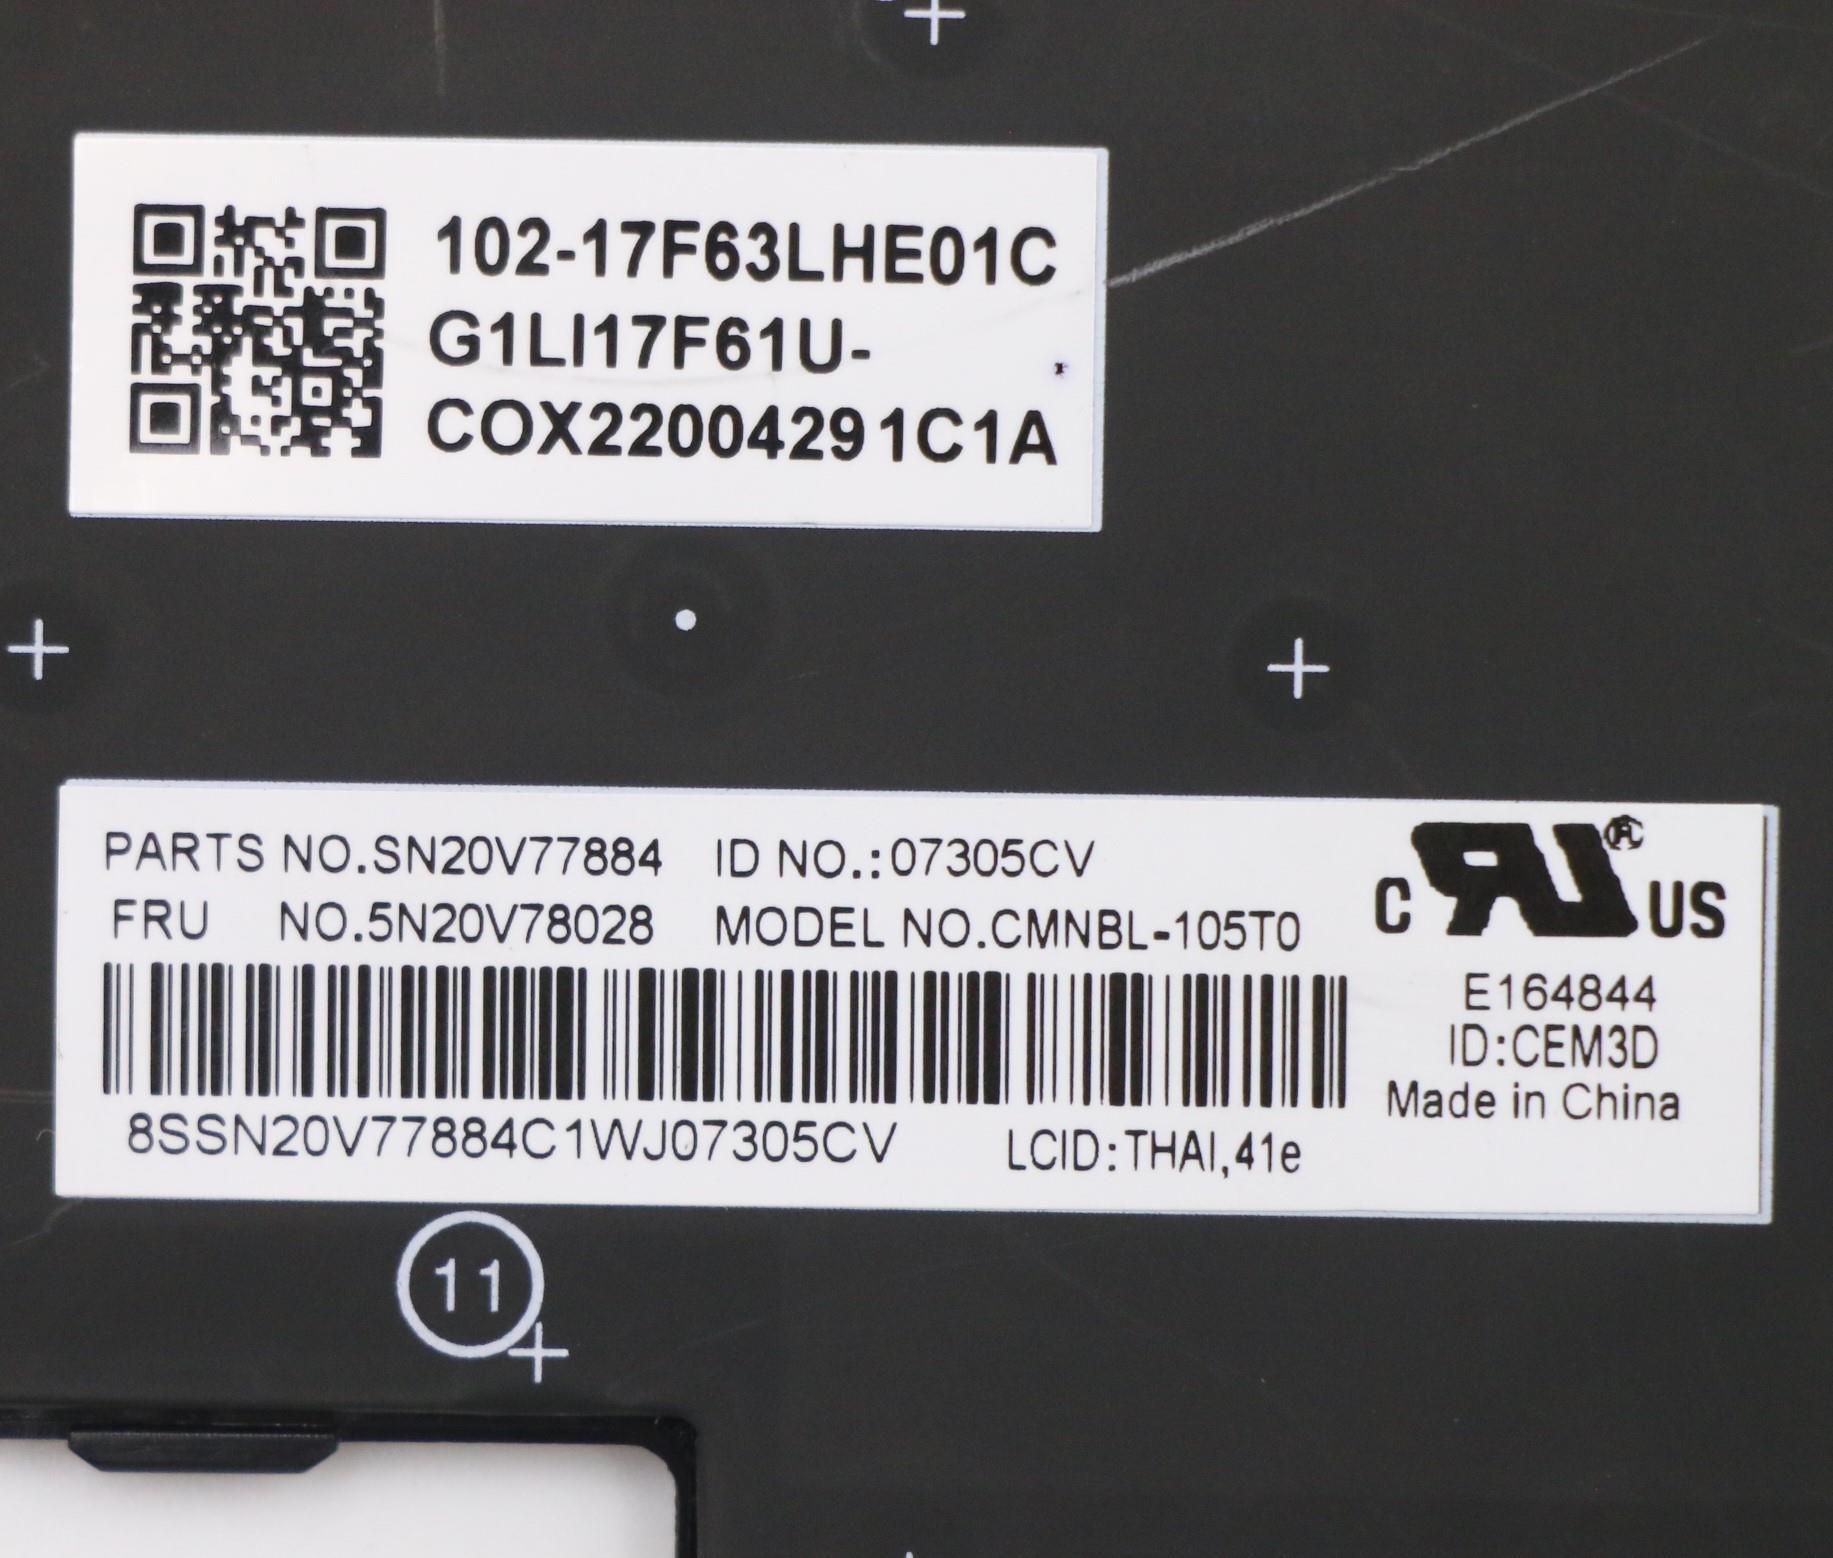 102-17F63LHE01C
G1LI17F61U-
COX22004291C1A
PARTS NO.SN20V77884 ID NO.:07305CV
FRU NO.5N20V78028 MODEL NO.CMNBL-105T0
C RU® US
E164844
ID:CEM3D
Made in China
8SSN20V77884C1WJ07305CV LCID:THAI,41e
11